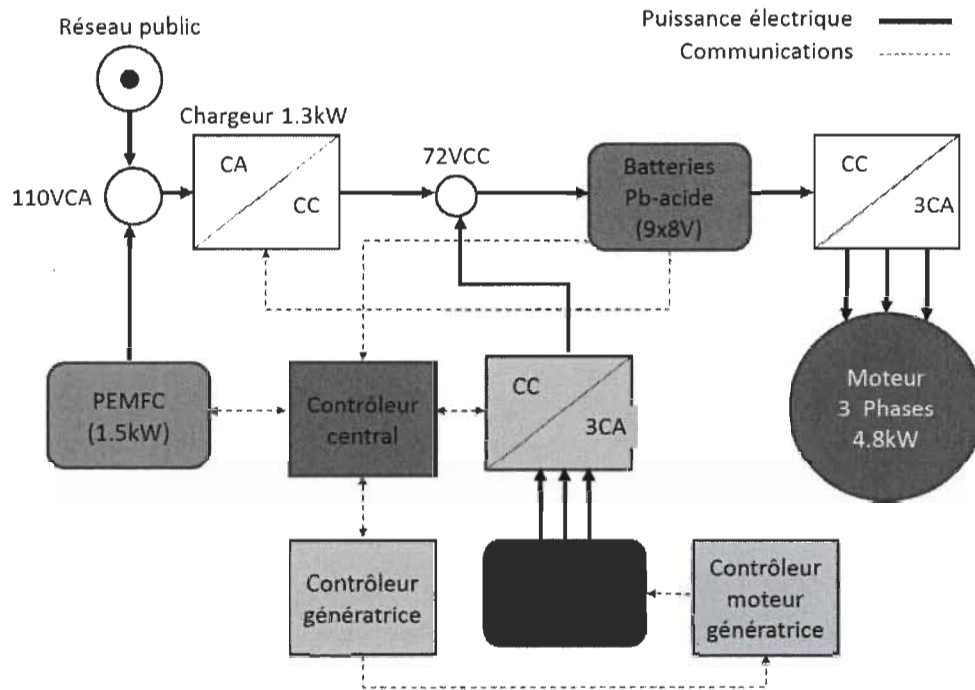 Puissance électrique
Communications
Réseau public
Chargeur 1.3kW
CA
CC
110VCA
72VCC
Batteries
Pb-acide
(9x8V)
CC
3CA
PEMFC
(1.5kW)
Contrôleur
central
CC
3CA
Moteur
3 Phases
4.8kW
Contrôleur
génératrice
Contrôleur
moteur
génératrice